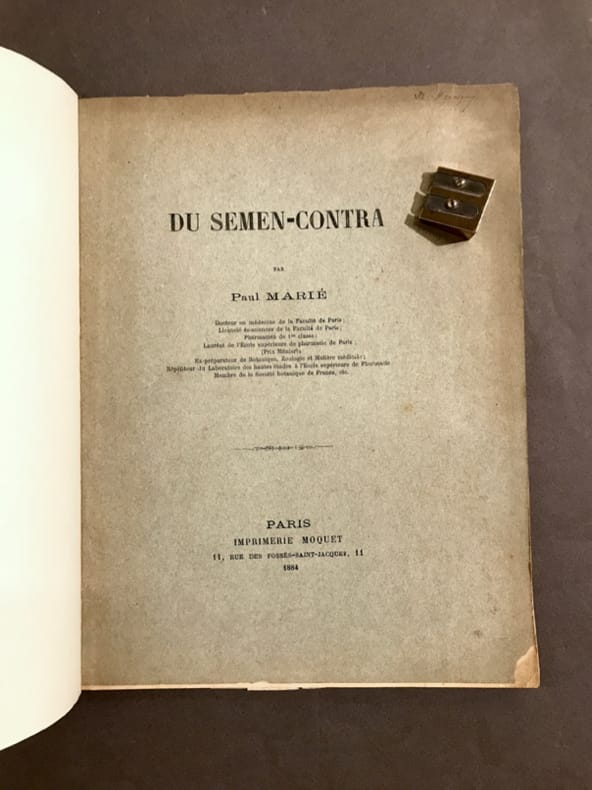 DU SEMEN-CONTRA
PAR
Paul MARIÉ
Docteur en médecine de la Faculté de Paris;
Licencié ès-sciences de la Faculté de Paris;
Pharmacien de 1re classe;
Lauréat de l'École supérieure de pharmacie de Paris;
(Prix Ménier);
Ex-préparateur de Botanique, Zoologie et Matière médicale;
Répétiteur du Laboratoire des hautes études à l'École supérieure de Pharmacie
Membre de la Société botanique de France, etc.
PARIS
IMPRIMERIE MOQUET
11, RUE DES FOSSÉS-SAINT-JACQUES, 11
1884